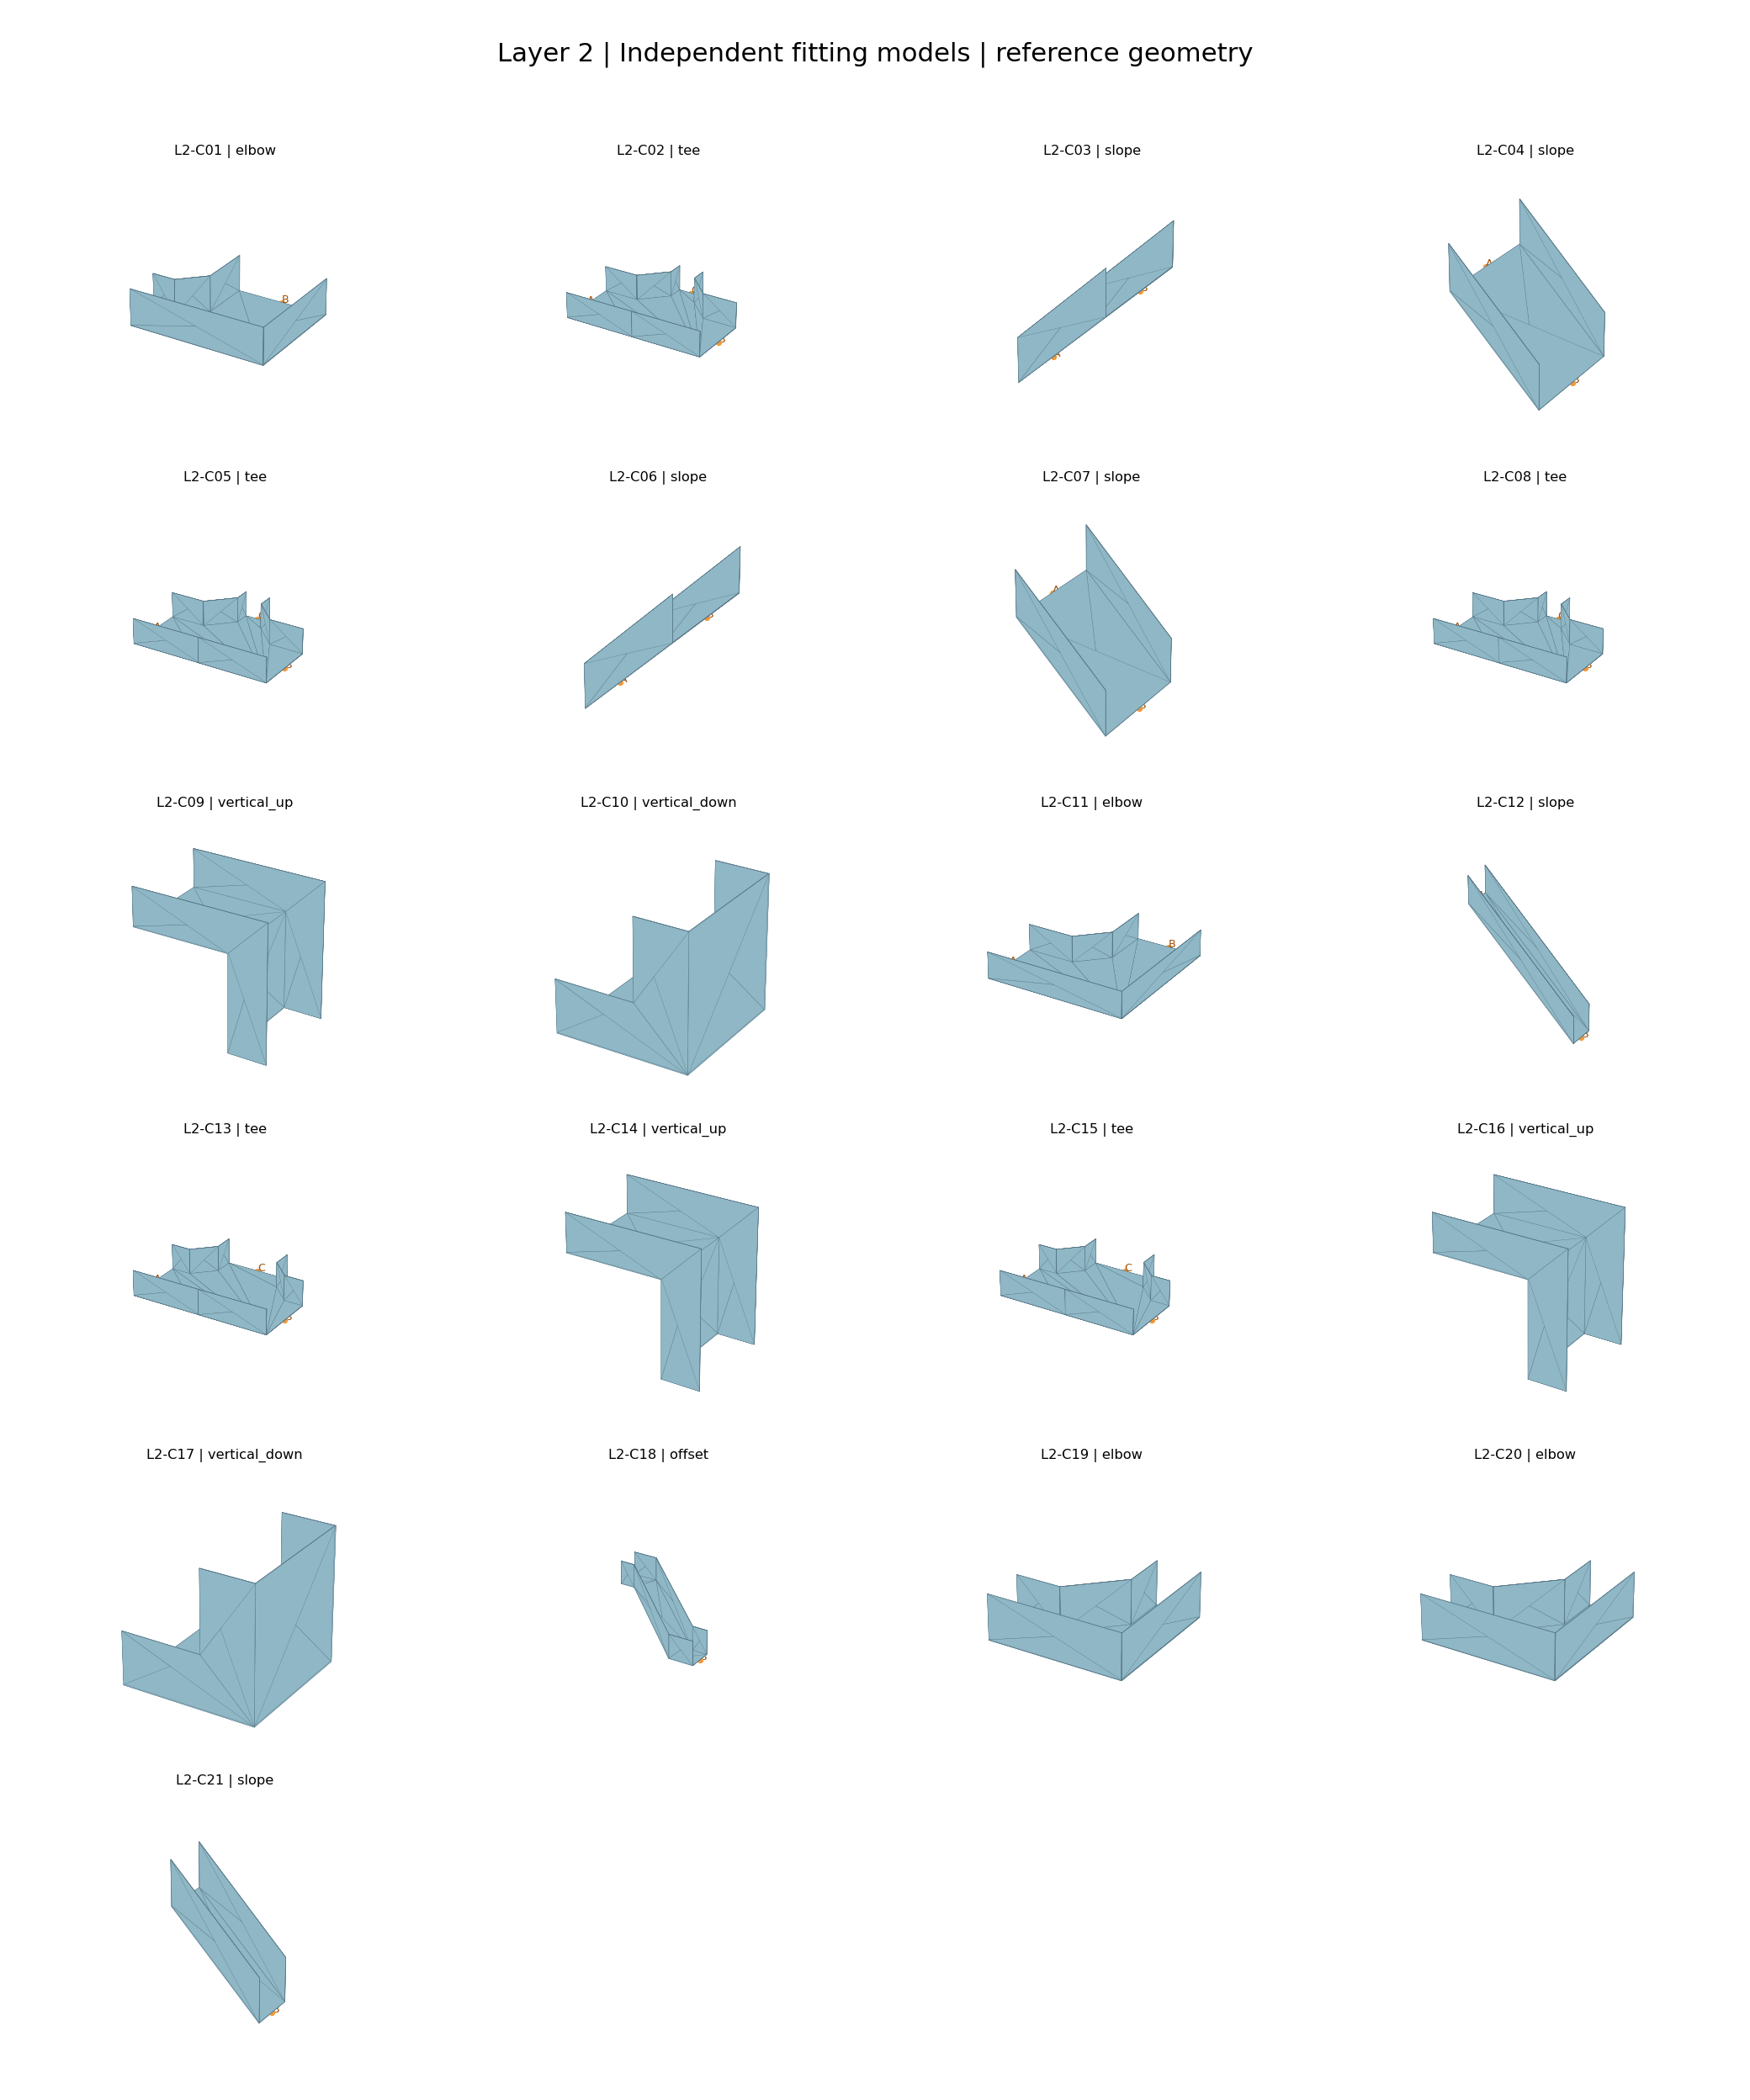 Layer 2 | Independent fitting models | reference geometry
L2-C01 | elbow
L2-C02 | tee
L2-C03 | slope
L2-C04 | slope
B
A
L2-C05 | tee
L2-C06 | slope
L2-C07 | slope
L2-C08 | tee
L2-C09 | vertical_up
L2-C10 | vertical_down
L2-C11 | elbow
L2-C12 | slope
B
L2-C13 | tee
L2-C14 | vertical_up
L2-C15 | tee
L2-C16 | vertical_up
C
C
L2-C17 | vertical_down
L2-C18 | offset
L2-C19 | elbow
L2-C20 | elbow
L2-C21 | slope